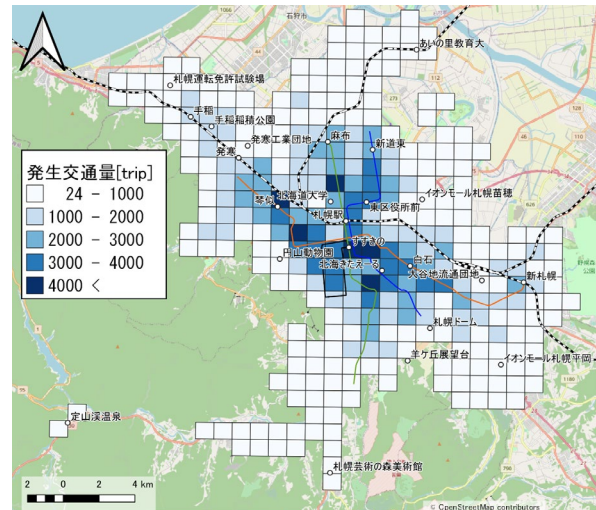 石狩市
あいの里教育大
札幌運転免許試験場
手稲
手稲稲積公園
発寒工業団地
麻布
新道東
発寒
発生交通量[trip]
24 - 1000
1000 - 2000
2000 - 3000
3000 - 4000
4000 <
琴似
北海道大学
イオンモール札幌苗穂
東区役所前
札幌駅
すすきの
円山動物園
北海きたえーる
白石
大谷地流通団地
新札幌
札幌ドーム
羊ケ丘展望台
イオンモール札幌平岡
定山渓温泉
札幌芸術の森美術館
2 0 2 4 km
© OpenStreetMap contributors